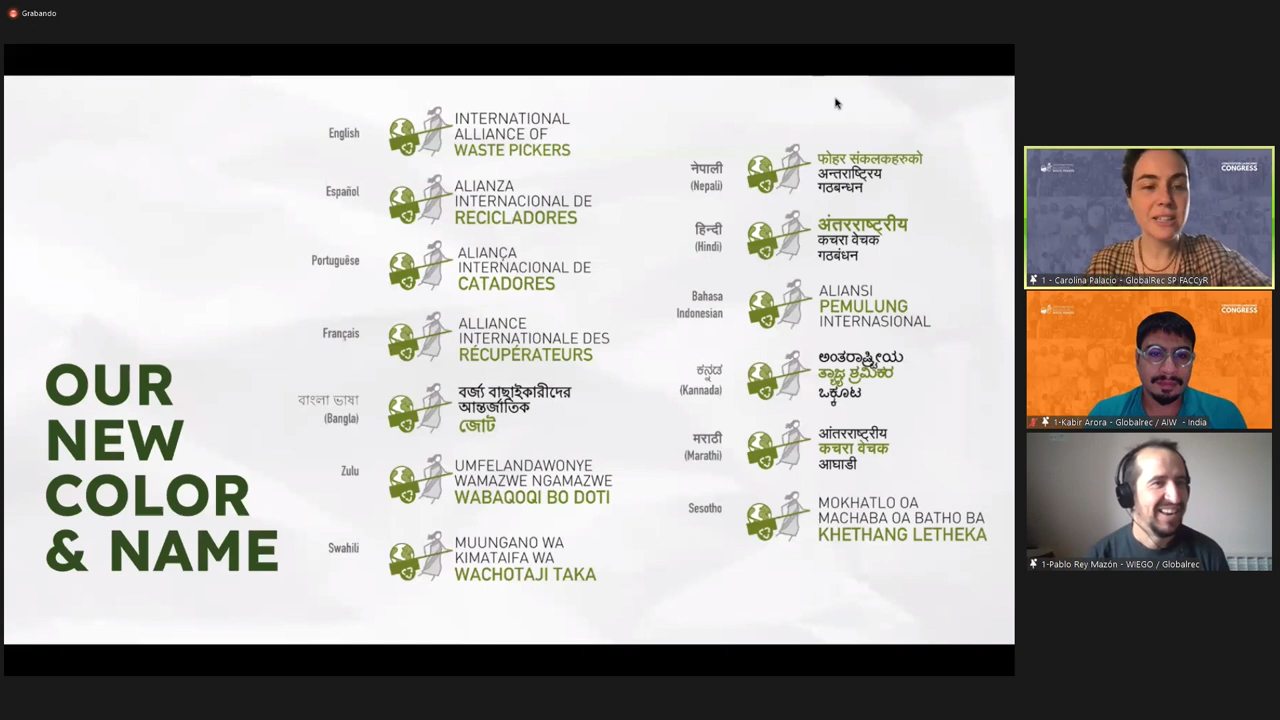 Grabando
OUR
NEW
COLOR
& NAME
English
INTERNATIONAL
ALLIANCE OF
WASTE PICKERS
Español
ALIANZA
INTERNACIONAL DE
RECICLADORES
Portuguêse
ALIANÇA
INTERNACIONAL DE
CATADORES
Français
ALLIANCE
INTERNATIONALE DES
RÉCUPÉRATEURS
বাংলা ভাষা
(Bangla)
বর্জ্য বাছাইকারীদের
আন্তর্জাতিক
জোট
Zulu
UMFELANDAWONYE
WAMAZWE NGAMAZWE
WABAQOQI BO DOTI
Swahili
MUUNGANO WA
KIMATAIFA WA
WACHOTAJI TAKA
नेपाली
(Nepali)
फोहर संकलकहरुको
अन्तराष्ट्रिय
गठबन्धन
हिन्दी
(Hindi)
अंतरराष्ट्रीय
कचरा वेचक
गठबंधन
Bahasa
Indonesian
ALIANSI
PEMULUNG
INTERNASIONAL
ಕನ್ನಡ
(Kannada)
ಅಂತರಾಷ್ಟ್ರೀಯ
ತ್ಯಾಜ್ಯ ಶ್ರಮಿಕರ
ಒಕ್ಕೂಟ
मराठी
(Marathi)
आंतरराष्ट्रीय
कचरा वेचक
आघाडी
Sesotho
MOKHATLO OA
MACHABA OA BATHO BA
KHETHANG LETHEKA
CONGRESS
1 - Carolina Palacio - GlobalRec SP FACCyR
CONGRESS
1-Kabir Arora - Globalrec / AIW - India
1-Pablo Rey Mazón - WIEGO / Globalrec